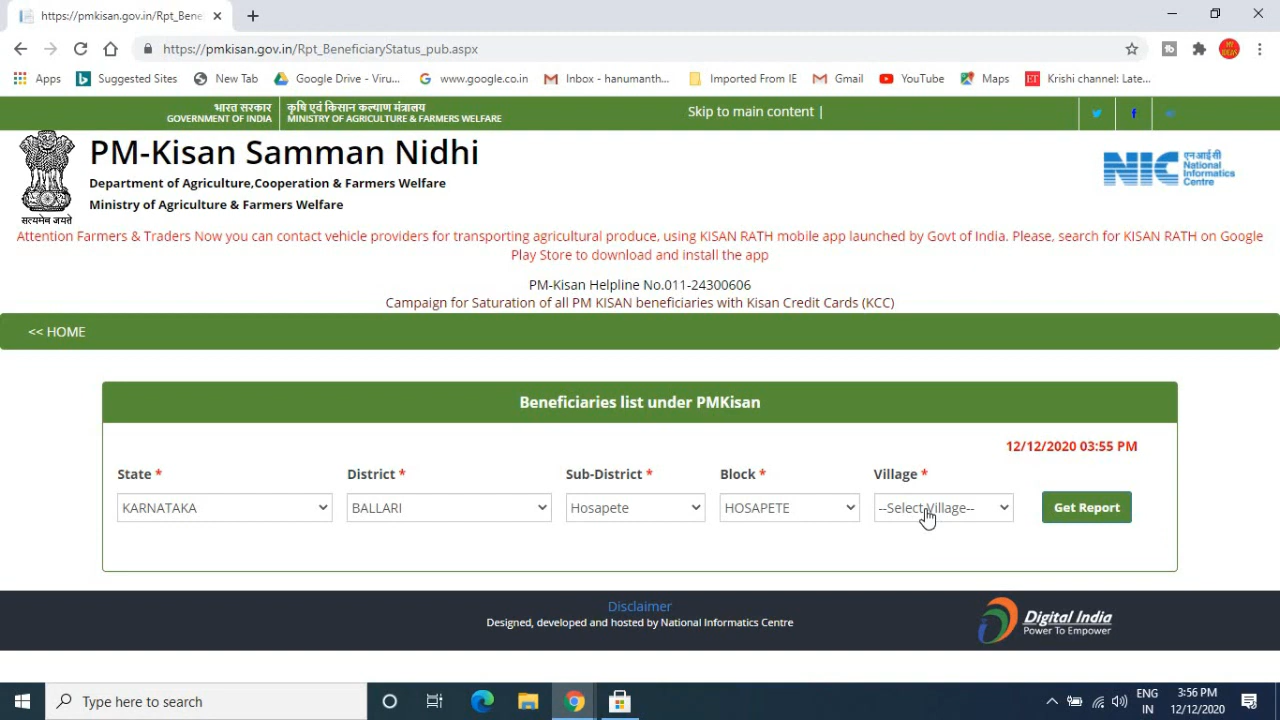 https://pmkisan.gov.in/Rpt_Bene
https://pmkisan.gov.in/Rpt_BeneficiaryStatus_pub.aspx
Apps Suggested Sites New Tab Google Drive - Viru... www.google.co.in Inbox - hanumanth... Imported From IE Gmail YouTube Maps Krishi channel: Late...
भारत सरकार कृषि एवं किसान कल्याण मंत्रालय
GOVERNMENT OF INDIA MINISTRY OF AGRICULTURE & FARMERS WELFARE
Skip to main content |
PM-Kisan Samman Nidhi
Department of Agriculture,Cooperation & Farmers Welfare
Ministry of Agriculture & Farmers Welfare
सत्यमेव जयते
NIC एनआईसी
National
Informatics
Centre
Attention Farmers & Traders Now you can contact vehicle providers for transporting agricultural produce, using KISAN RATH mobile app launched by Govt of India. Please, search for KISAN RATH on Google
Play Store to download and install the app
PM-Kisan Helpline No.011-24300606
Campaign for Saturation of all PM KISAN beneficiaries with Kisan Credit Cards (KCC)
<< HOME
Beneficiaries list under PMKisan
12/12/2020 03:55 PM
State * District * Sub-District * Block * Village *
KARNATAKA BALLARI Hosapete HOSAPETE --Select Village-- Get Report
Disclaimer
Designed, developed and hosted by National Informatics Centre
Digital India
Power To Empower
Type here to search
ENG
IN
3:56 PM
12/12/2020